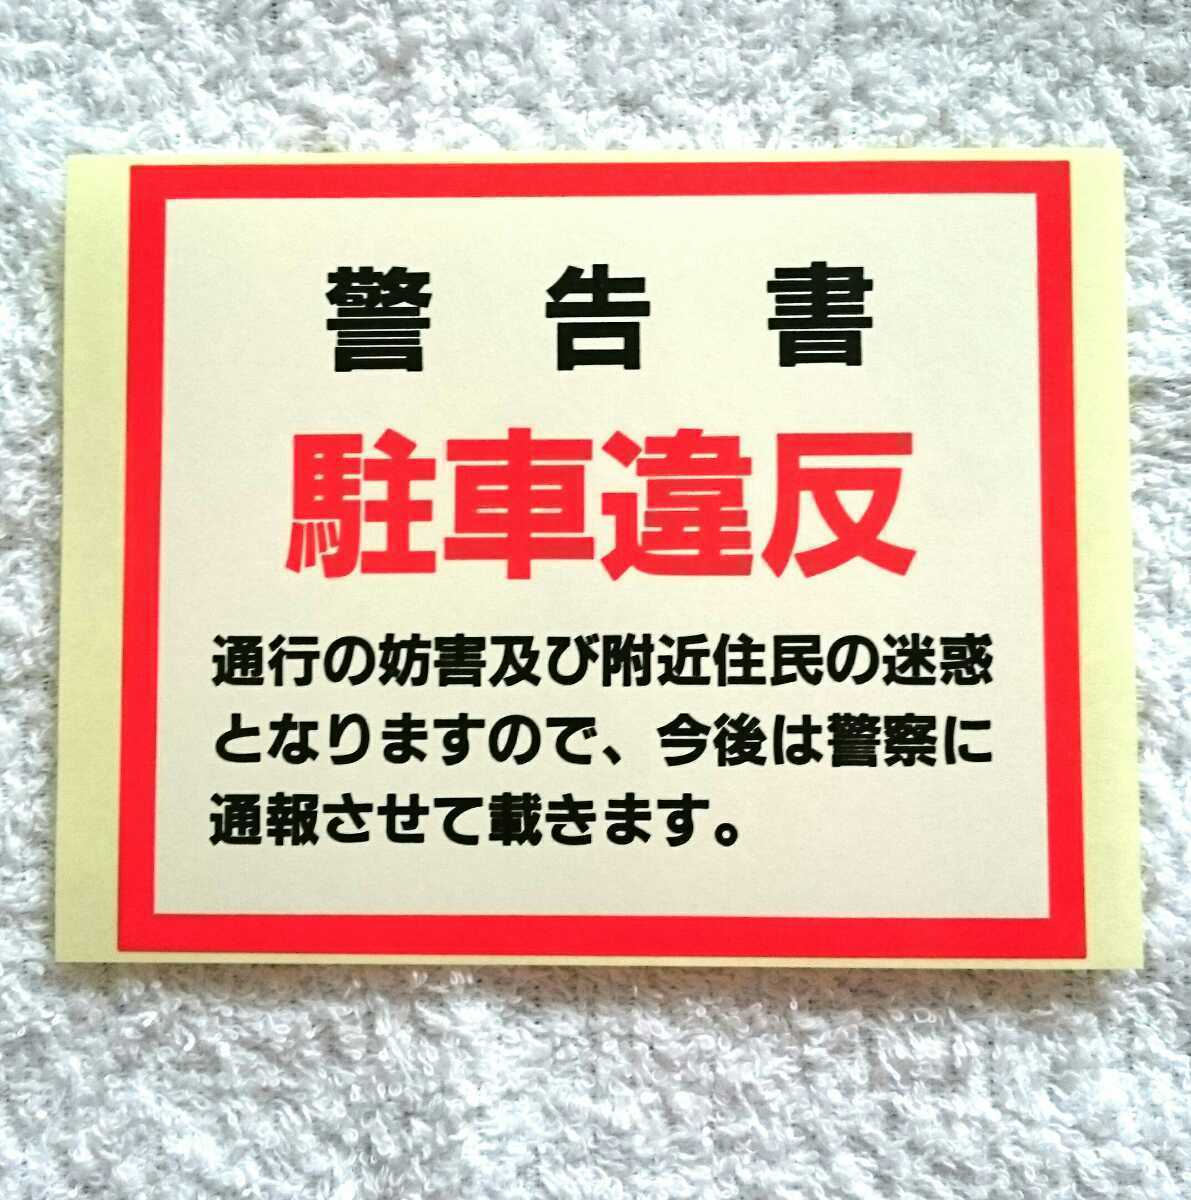 警告書
駐車違反
通行の妨害及び附近住民の迷惑
となりますので、今後は警察に
通報させて載きます。